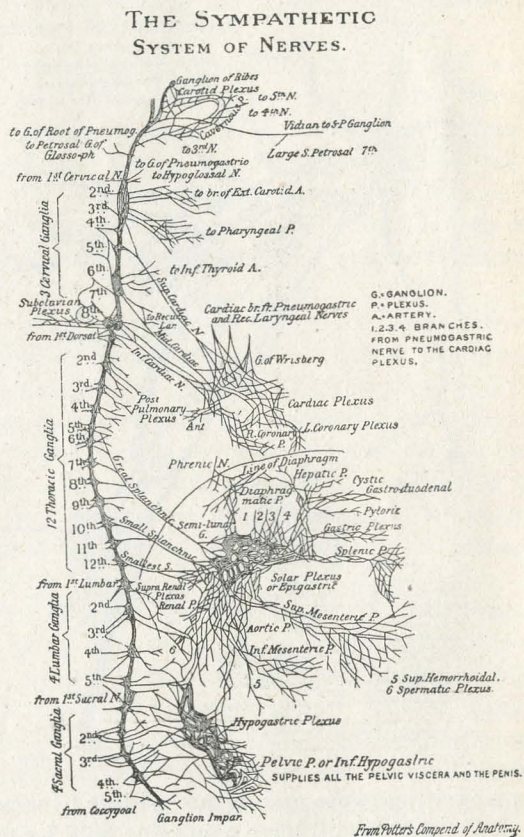 THE SYMPATHETIC
SYSTEM OF NERVES.
Ganglion of Ribes
Carotid Plexus
to 5th N.
to 4th N.
Cavernous P.
Vidian to S-P Ganglion
to G. of Root of Pneumog.
to Petrosal G. of
Glosso-ph
to 3rd N.
Large S. Petrosal 7th
to G. of Pneumogastric
to Hypoglossal N.
from 1st Cervical N.
2nd.
3rd
4th
5th
6th
7th
8th
3 Cervical Ganglia
to br. of Ext. Carotid A.
to Pharyngeal P.
to Inf. Thyroid A.
Sup. Cardiac N.
Subclavian
Plexus
to Recur
Lar
Mid. Cardiac
Inf. Cardiac N.
from 1st Dorsal
Cardiac br. fr. Pneumogastric
and Rec. Laryngeal Nerves
G.=GANGLION.
P.=PLEXUS.
A.=ARTERY.
1.2.3.4 BRANCHES.
FROM PNEUMOGASTRIC
NERVE TO THE CARDIAC
PLEXUS.
G. of Wrisberg
2nd
3rd
4th
5th
6th
7th
8th
9th
10th
11th
12th
12 Thoracic Ganglia
Post
Pulmonary
Plexus
Ant
Cardiac Plexus
R. Coronary
P.
L. Coronary Plexus
Phrenic N.
Line of Diaphragm
Hepatic P.
Cystic
Gastro-duodenal
Diaphrag
matic P.
1 2 3 4
Pyloric
Great Splanchnic
Semi-lunar
G.
Gastric Plexus
Small Splanchnic
Splenic P.
Smallest S.
from 1st Lumbar
2nd
3rd
4th
5th
4 Lumbar Ganglia
Supra Renal
Plexus
Renal P.
Solar Plexus
or Epigastric
Sup. Mesenteric P.
Aortic P.
Inf. Mesenteric P.
6
5
5 Sup. Hemorrhoidal.
6 Spermatic Plexus.
from 1st Sacral N.
2nd
3rd
4th
5th
4 Sacral Ganglia
Hypogastric Plexus
Pelvic P. or Inf. Hypogastric
SUPPLIES ALL THE PELVIC VISCERA AND THE PENIS.
from Coccygeal
Ganglion Impar.
From Potter's Compend of Anatomy.